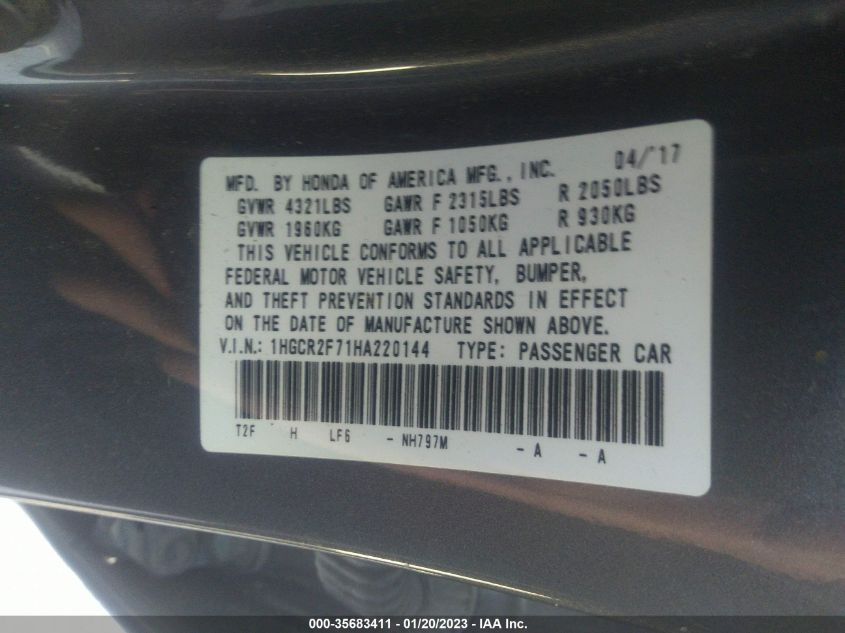 04/'17
MFD. BY HONDA OF AMERICA MFG., INC.
GVWR 4321LBS GAWR F 2315LBS R 2050LBS
GVWR 1960KG GAWR F 1050KG R 930KG
THIS VEHICLE CONFORMS TO ALL APPLICABLE
FEDERAL MOTOR VEHICLE SAFETY, BUMPER,
AND THEFT PREVENTION STANDARDS IN EFFECT
ON THE DATE OF MANUFACTURE SHOWN ABOVE.
V.I.N.: 1HGCR2F71HA220144 TYPE: PASSENGER CAR
T2F H LF6 - NH797M - A - A
000-35683411 - 01/20/2023 - IAA Inc.